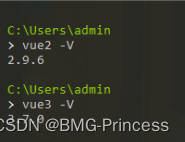 C:\Users\admin
> vue2 -V
2.9.6
C:\Users\admin
> vue3 -V
CSDN @BMG-Princess